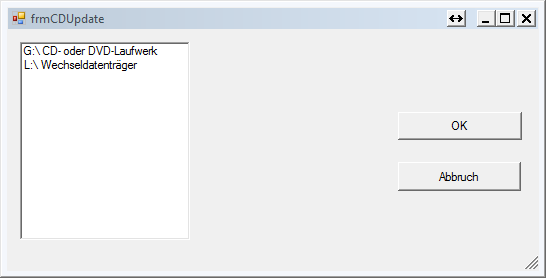 frmCDUpdate
G:\ CD- oder DVD-Laufwerk
L:\ Wechseldatenträger
OK
Abbruch